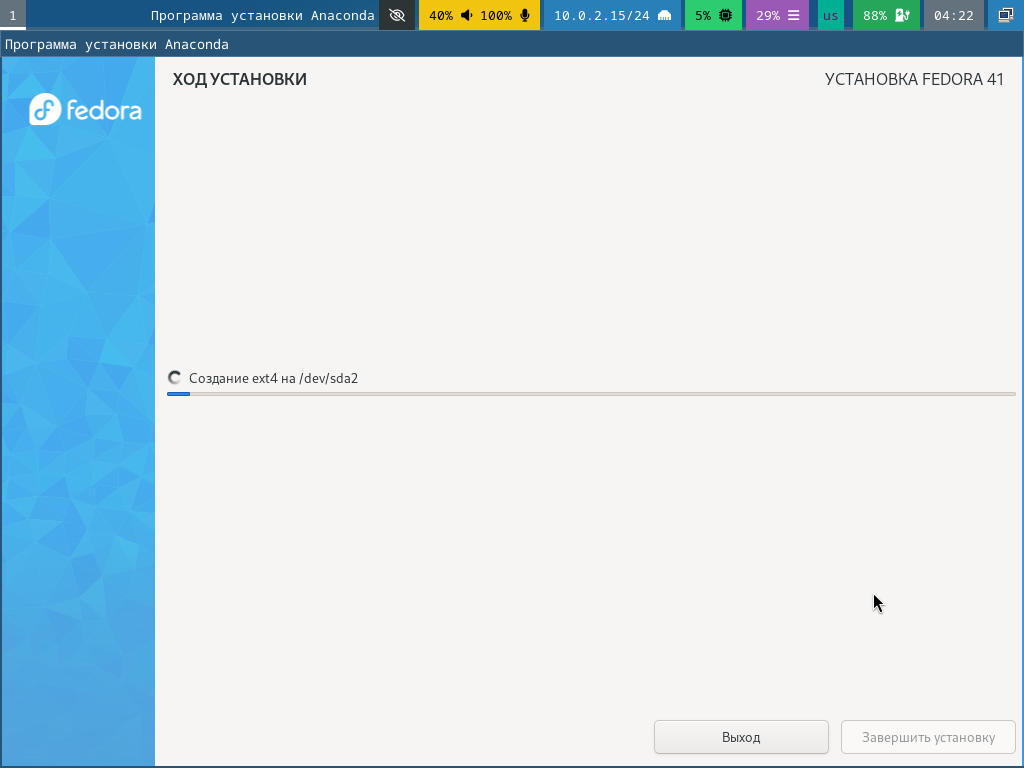 1 Программа установки Anaconda 40% 100% 10.0.2.15/24 5% 29% us 88% 04:22
Программа установки Anaconda
ХОД УСТАНОВКИ УСТАНОВКА FEDORA 41
fedora
Создание ext4 на /dev/sda2
Выход Завершить установку